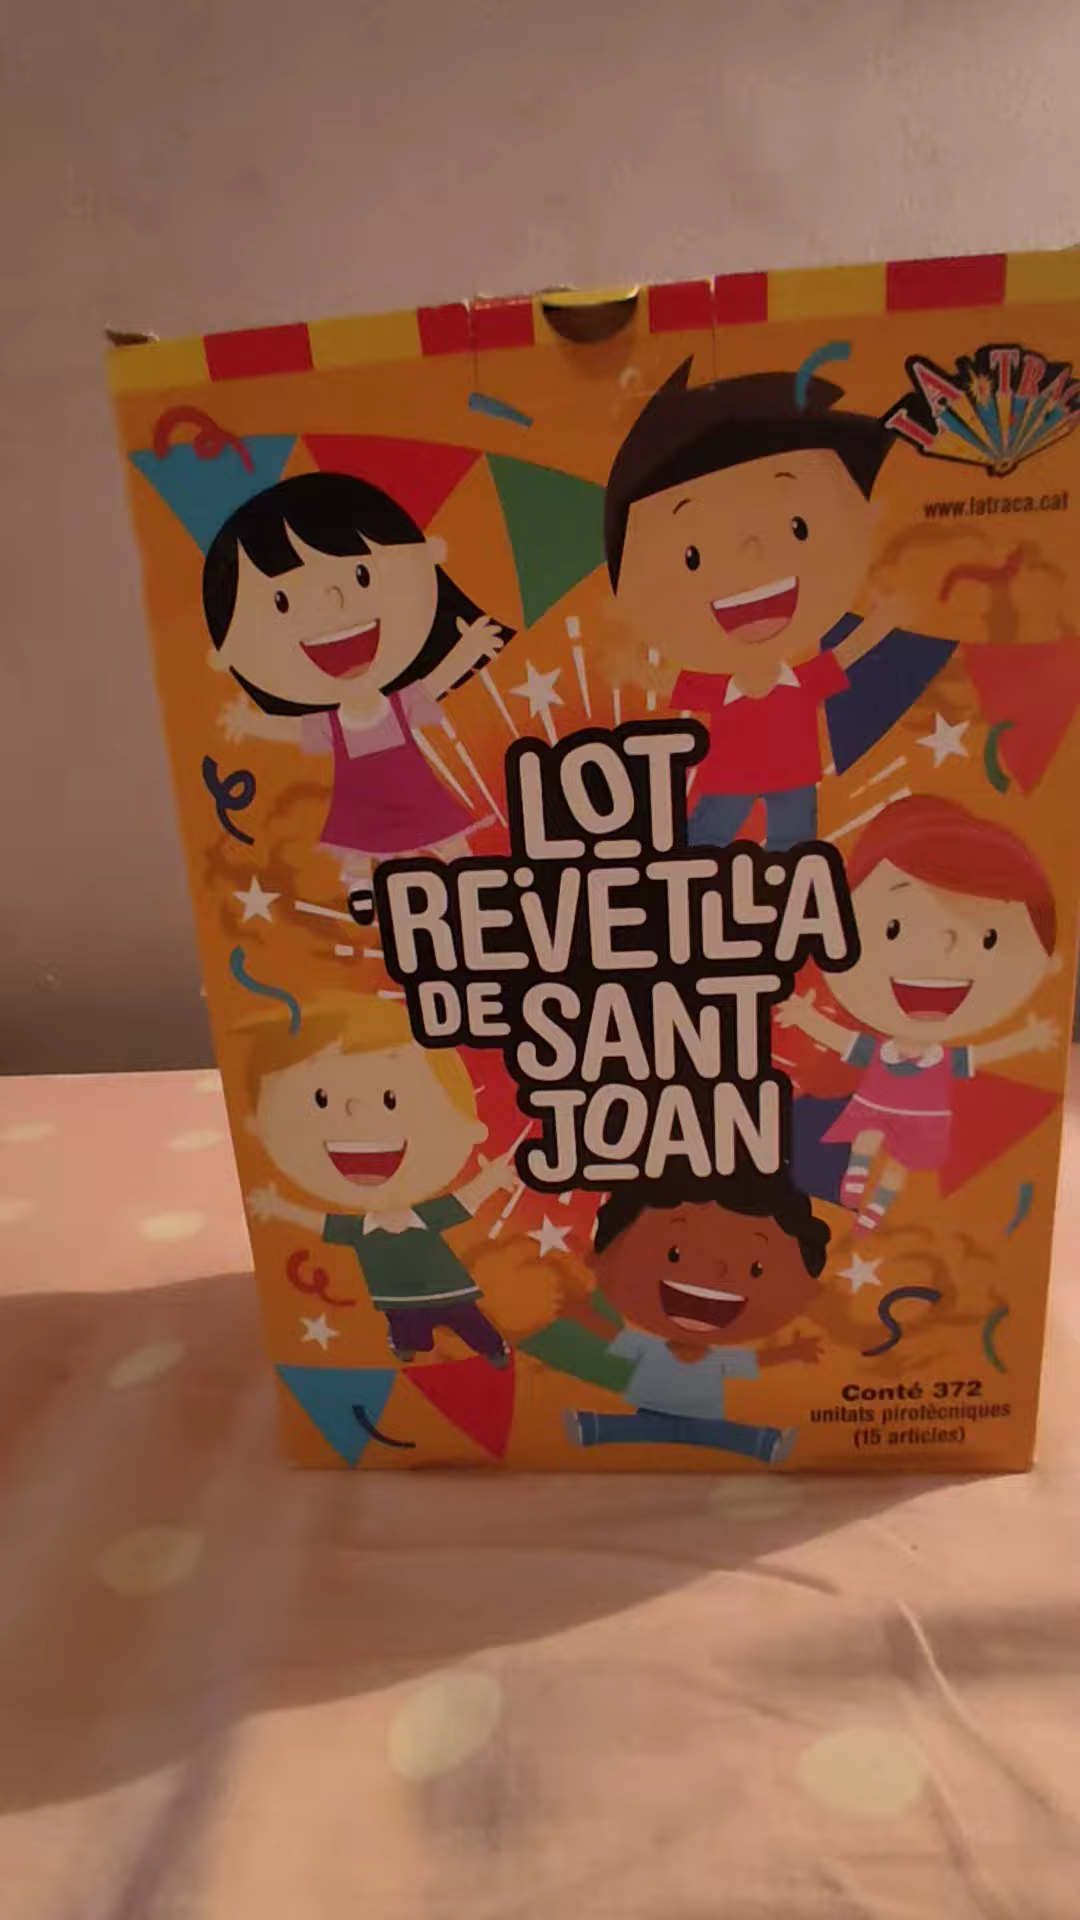 LA TRACA
www.latraca.cat
LOT
REVETLLA
DE SANT
JOAN
Conté 372
unitats pirotècniques
(15 articles)